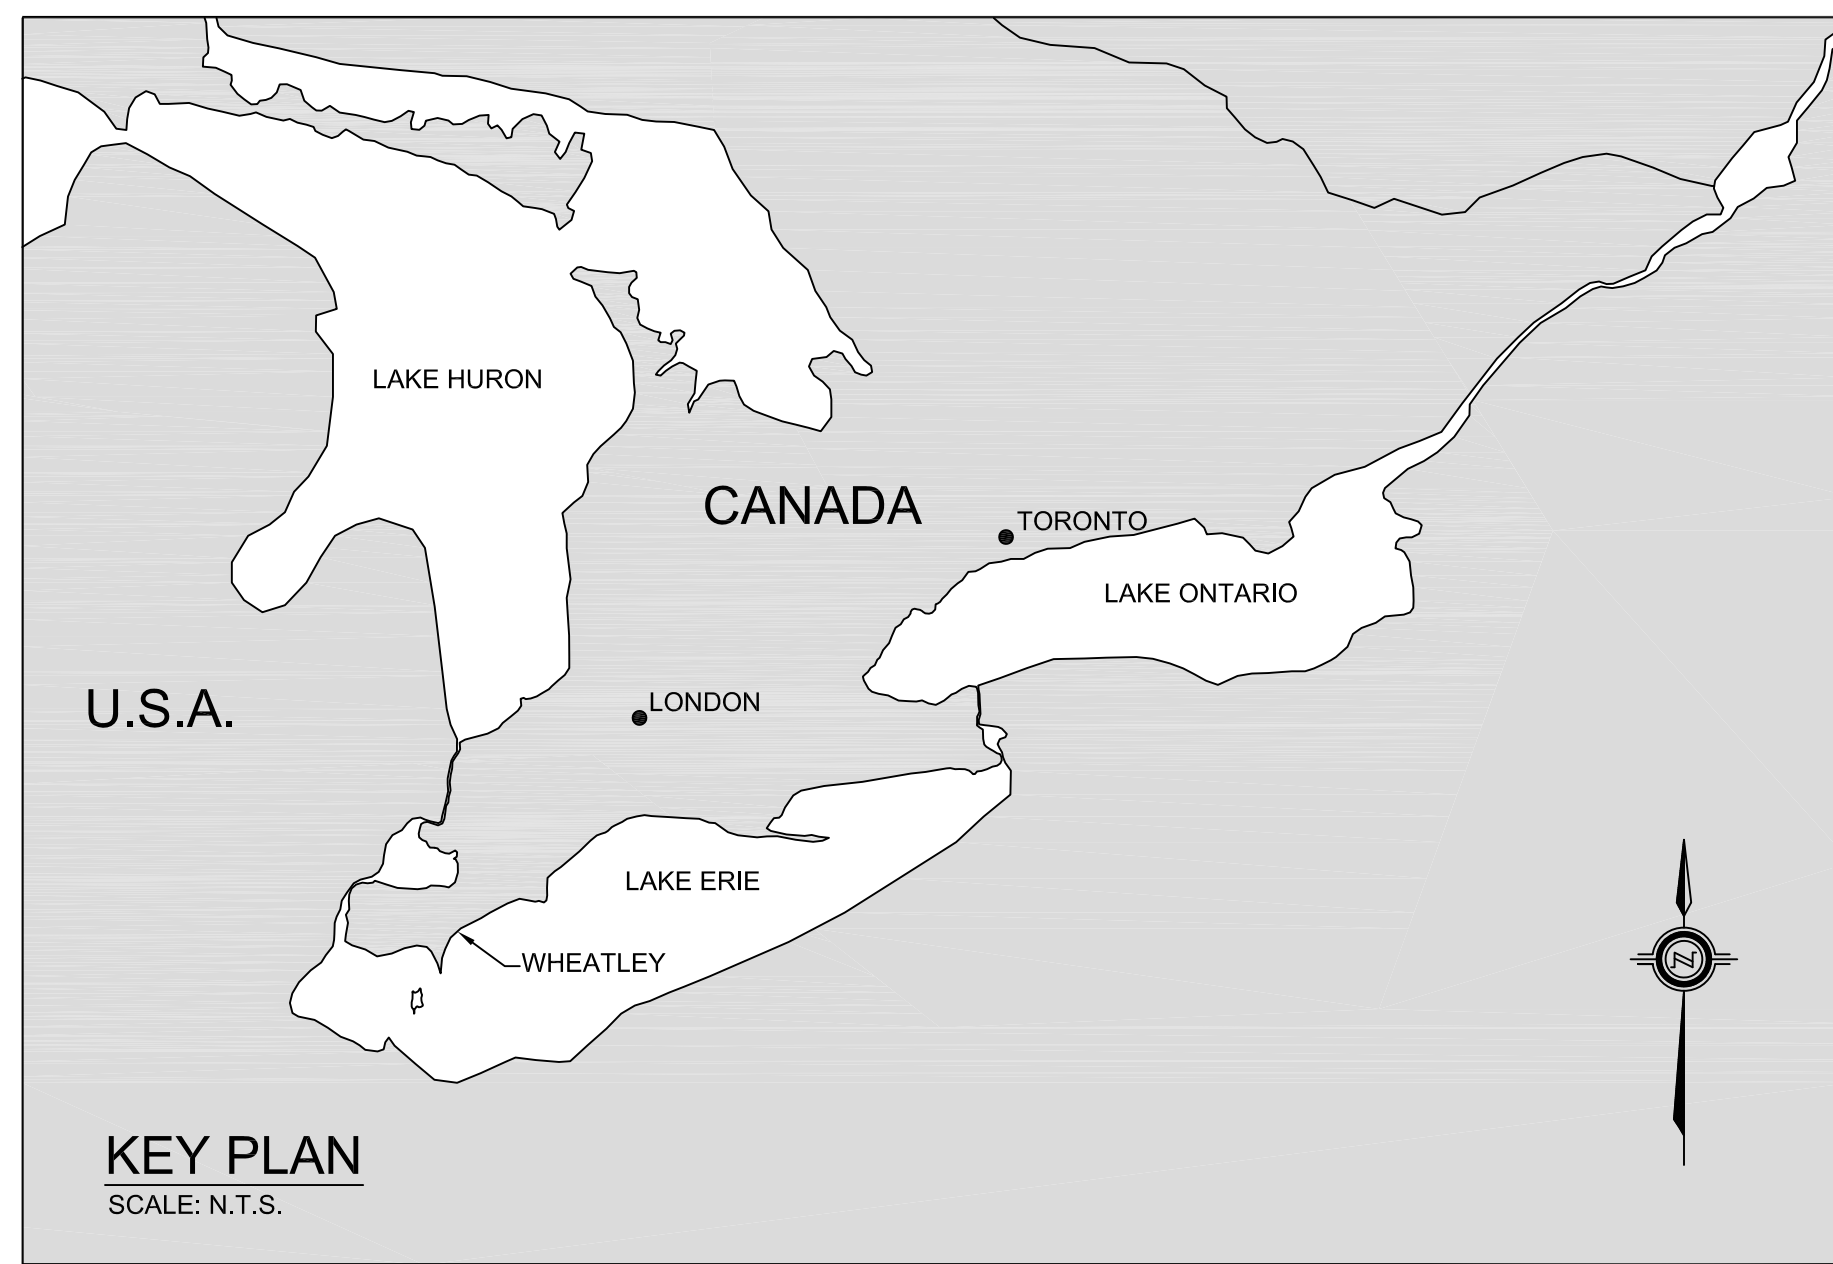 LAKE HURON
CANADA
TORONTO
LAKE ONTARIO
U.S.A.
LONDON
LAKE ERIE
WHEATLEY
N
KEY PLAN
SCALE: N.T.S.